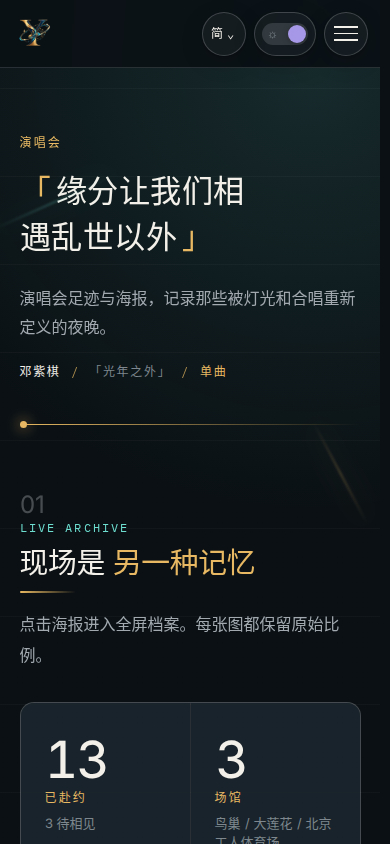 简
演唱会
「缘分让我们相
遇乱世以外」
演唱会足迹与海报，记录那些被灯光和合唱重新
定义的夜晚。
邓紫棋 / 「光年之外」 / 单曲
01
LIVE ARCHIVE
现场是 另一种记忆
点击海报进入全屏档案。每张图都保留原始比
例。
13
已赴约
3 待相见
3
场馆
鸟巢 / 大莲花 / 北京
工人体育场